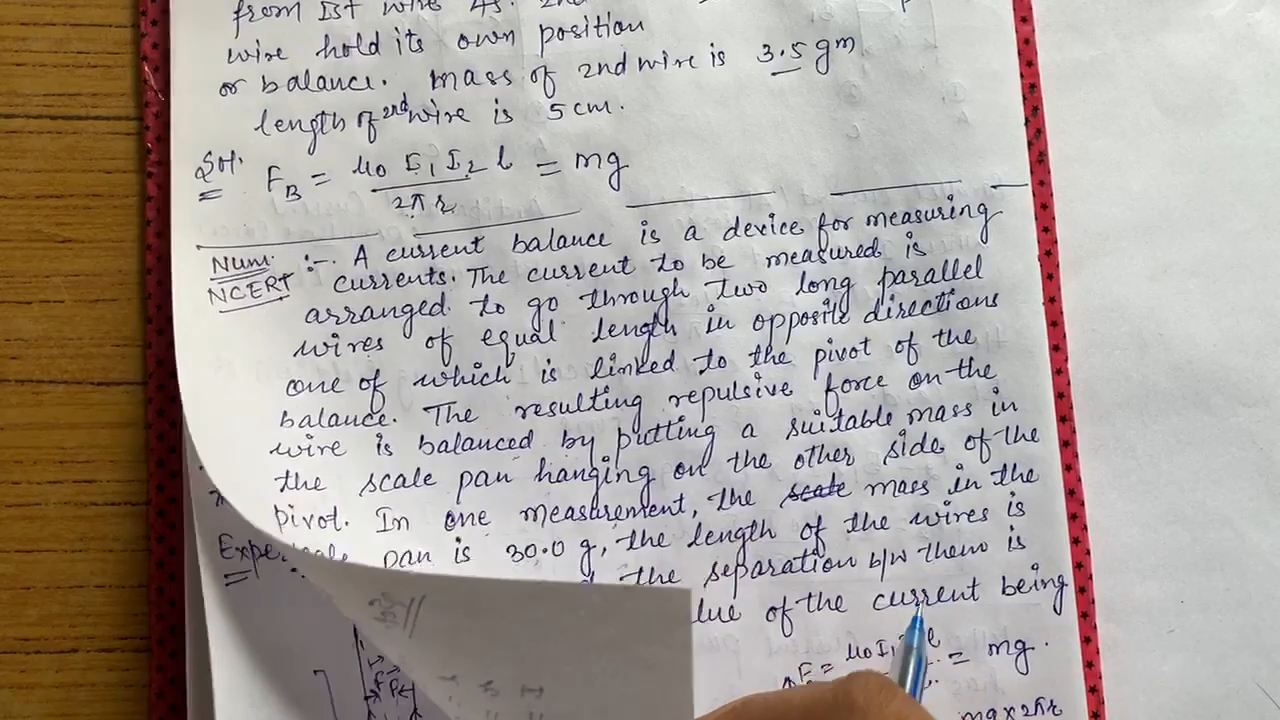 from Ist wire
wire hold its own position
or balance. Mass of 2nd wire is 3.5 gm
length of 2nd wire is 5 cm.
Sol. F_B = μ0 I1 I2 l / 2π r = mg
Num. NCERT :-. A current balance is a device for measuring
currents. The current to be measured is
arranged to go through two long parallel
wires of equal length in opposite directions
one of which is linked to the pivot of the
balance. The resulting repulsive force on the
wire is balanced by putting a suitable mass in
the scale pan hanging on the other side of the
pivot. In one measurement, the scale mass in the
pan is 30.0 g, the length of the wires is
Expe
the separation b/w them is
lue of the current being
F = μ0 I1 l = mg.
mg x 2πr